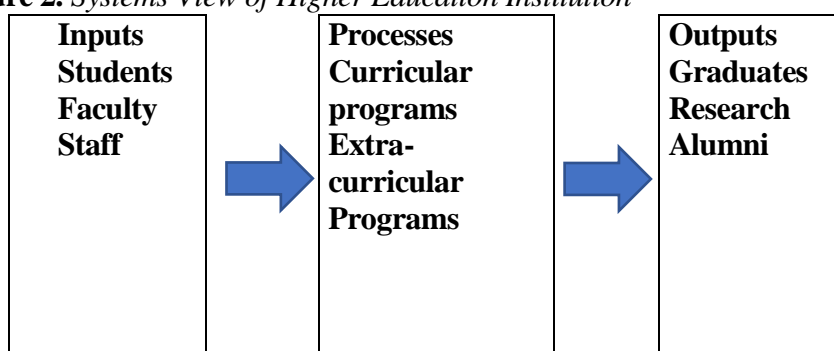 2. Systems View of Higher Education Institution
Inputs
Students
Faculty
Staff
Processes
Curricular
programs
Extra-
curricular
Programs
Outputs
Graduates
Research
Alumni